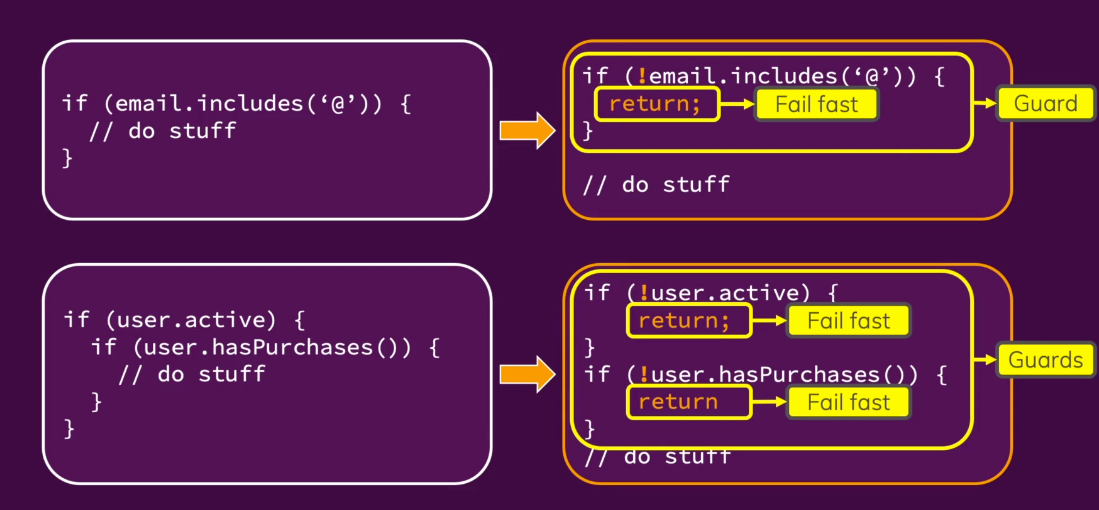 if (email.includes(‘@’)) {
// do stuff
}
if (!email.includes(‘@’)) {
return;
Fail fast
}
Guard
// do stuff
if (user.active) {
if (user.hasPurchases()) {
// do stuff
}
}
if (!user.active) {
return;
Fail fast
}
if (!user.hasPurchases()) {
return
Fail fast
}
Guards
// do stuff